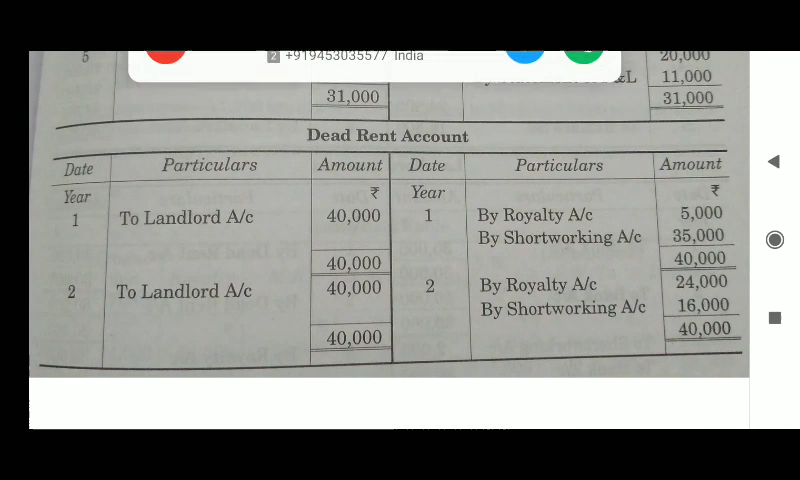 2 +919453035577 India
5 20,000
&L 11,000
31,000 31,000
Dead Rent Account
Date Particulars Amount Date Particulars Amount
Year ₹ Year ₹
1 To Landlord A/c 40,000 1 By Royalty A/c 5,000
By Shortworking A/c 35,000
40,000 40,000
2 To Landlord A/c 40,000 2 By Royalty A/c 24,000
By Shortworking A/c 16,000
40,000 40,000